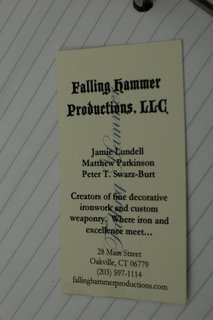 Falling Hammer
Productions, LLC
Jamie Lundell
Matthew Parkinson
Peter T. Swarz-Burt
Creators of fine decorative
ironwork and custom
weaponry. Where iron and
excellence meet...
28 Main Street
Oakville, CT 06779
(203) 597-1114
fallinghammerproductions.com